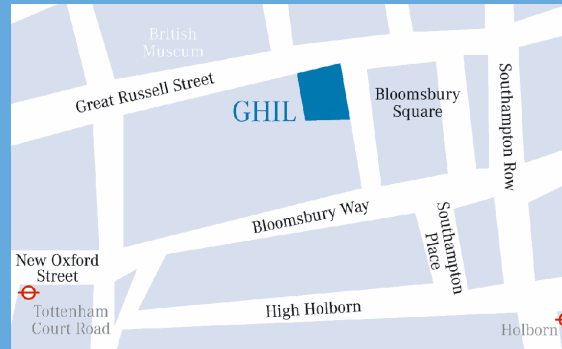 British
Museum
Great Russell Street
GHIL
Bloomsbury
Square
Southampton Row
Bloomsbury Way
Southampton
Place
New Oxford
Street
Tottenham
Court Road
High Holborn
Holborn